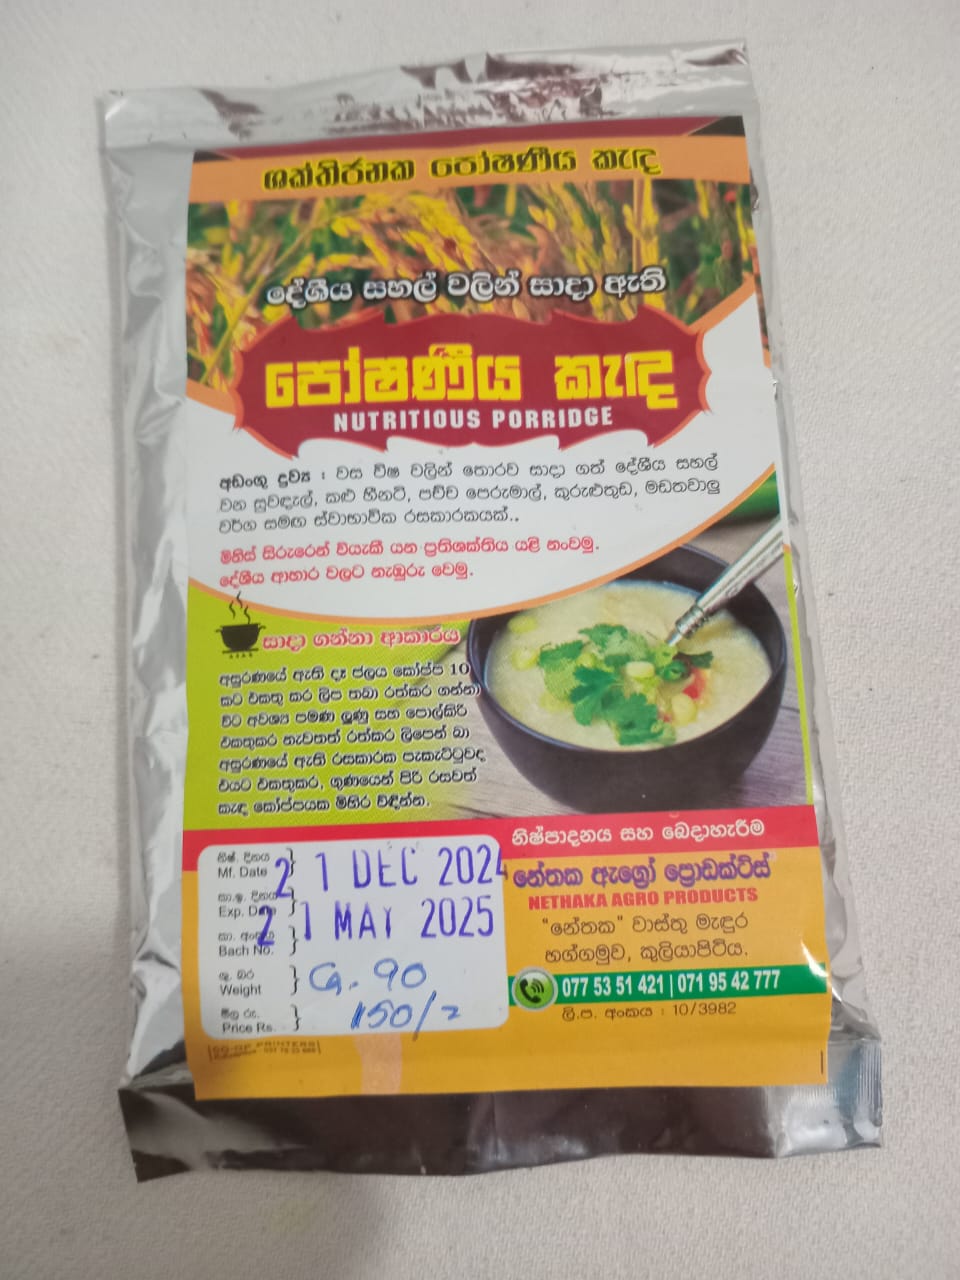 ශක්තිජනක පෝෂණීය කැඳ
දේශීය සහල් වලින් සාදා ඇති
පෝෂණීය කැඳ
NUTRITIOUS PORRIDGE
අඩංගු ද්‍රව්‍ය : වස විෂ වලින් තොරව සාදා ගත් දේශීය සහල්
වන සුවඳැල්, කළු හීනටි, පච්ච පෙරුමාල්, කුරුළුතුඩ, මඩතවාලු
වර්ග සමඟ ස්වාභාවික රසකාරකයක්..
මිනිස් සිරුරෙන් වියැකී යන ප්‍රතිශක්තිය යළි නංවමු.
දේශීය ආහාර වලට නැඹුරු වෙමු.
සාදා ගන්නා ආකාරය
අසුරණයේ ඇති දෑ ජලය කෝප්ප 10
කට එකතු කර ලිප තබා රත්කර ගන්නා
විට අවශ්‍ය පමණ ලුණු සහ පොල්කිරි
එකතුකර නැවතත් රත්කර ලිපෙන් බා
අසුරණයේ ඇති රසකාරක පැකැට්ටුවද
එයට එකතුකර, ගුණයෙන් පිරි රසවත්
කැඳ කෝප්පයක මිහිර විඳින්න.
නිෂ්. දිනය
Mf. Date
21 DEC 2024
කා.ඉ. දිනය
Exp. Date
21 MAY 2025
කා. අංකය
Bach No.
ශු. බර
Weight
G. 90
මිල රු.
Price Rs.
150/=
නිෂ්පාදනය සහ බෙදාහැරීම
නේතක ඇග්‍රෝ ප්‍රොඩක්ට්ස්
NETHAKA AGRO PRODUCTS
"නේතක" වාස්තු මැඳුර
හග්ගමුව, කුලියාපිටිය.
077 53 51 421 | 071 95 42 777
ලි.ප. අංකය : 10/3982